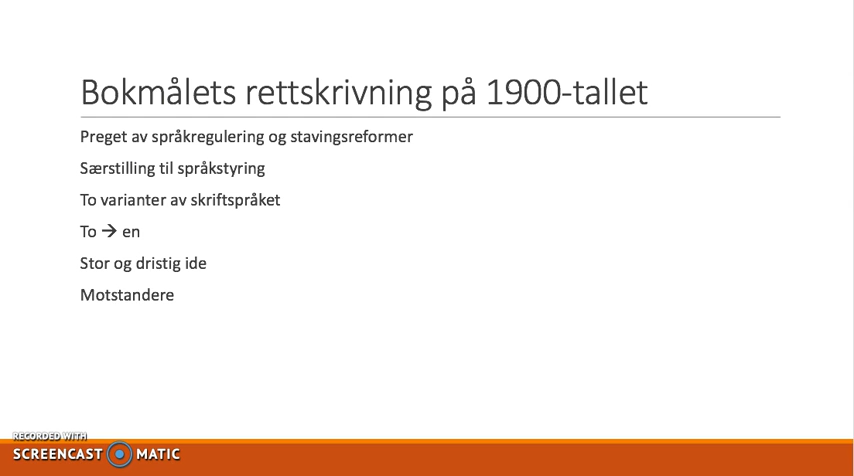 Bokmålets rettskrivning på 1900-tallet
Preget av språkregulering og stavingsreformer
Særstilling til språkstyring
To varianter av skriftspråket
To → en
Stor og dristig ide
Motstandere
RECORDED WITH
SCREENCAST MATIC